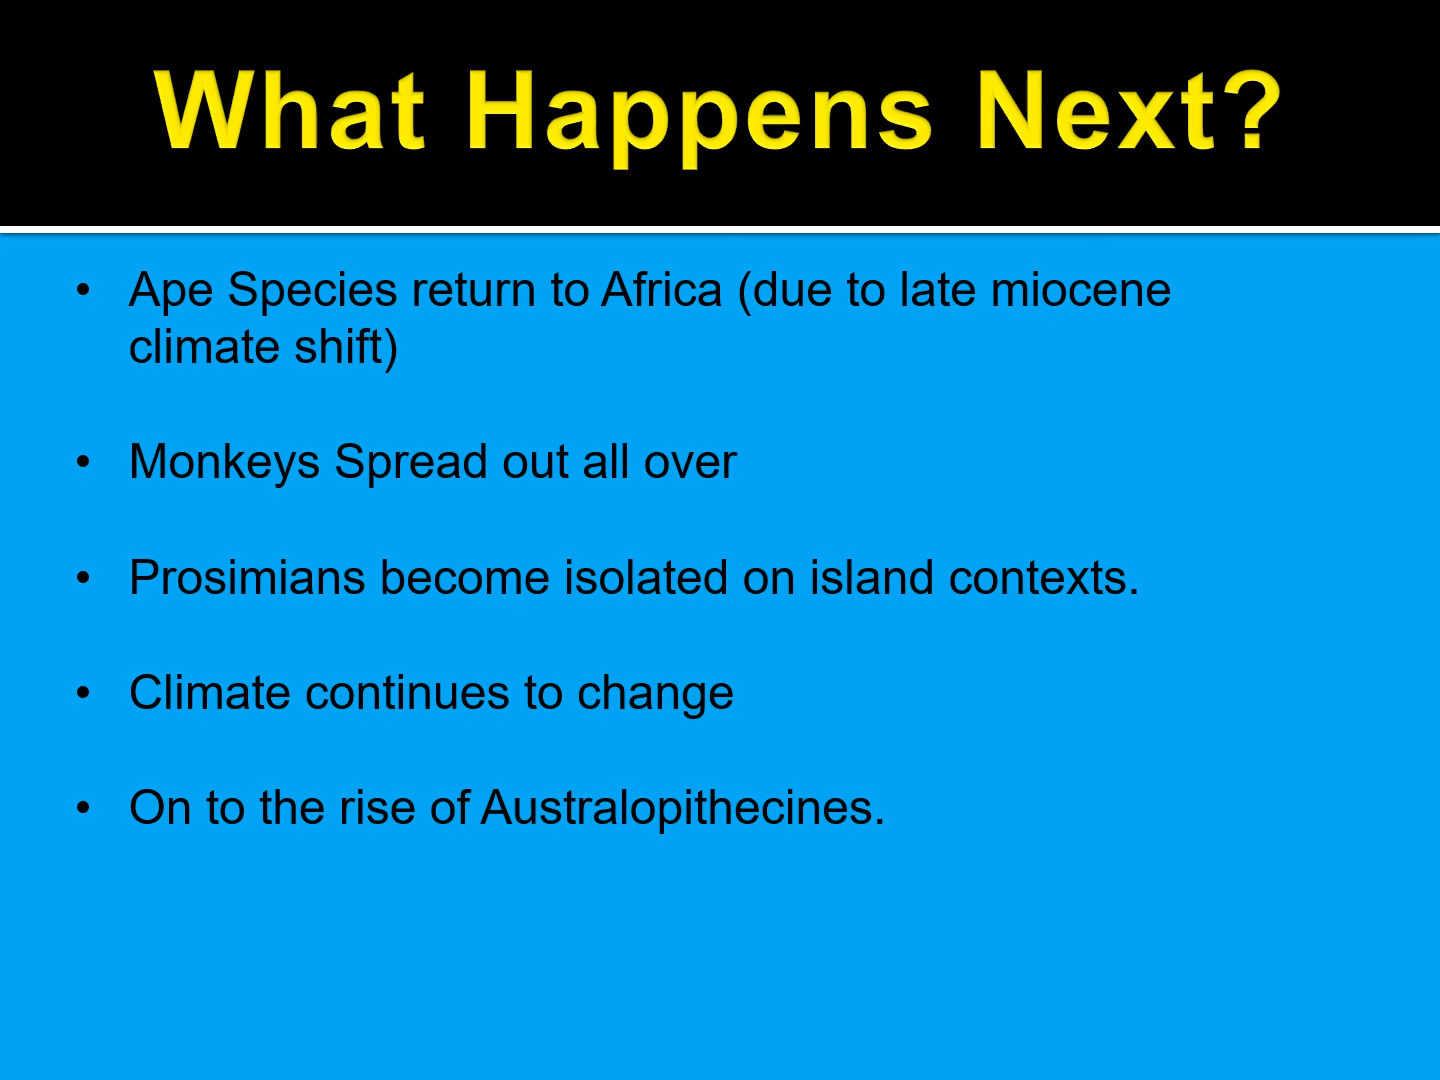 What Happens Next?
• Ape Species return to Africa (due to late miocene
climate shift)
• Monkeys Spread out all over
• Prosimians become isolated on island contexts.
• Climate continues to change
• On to the rise of Australopithecines.